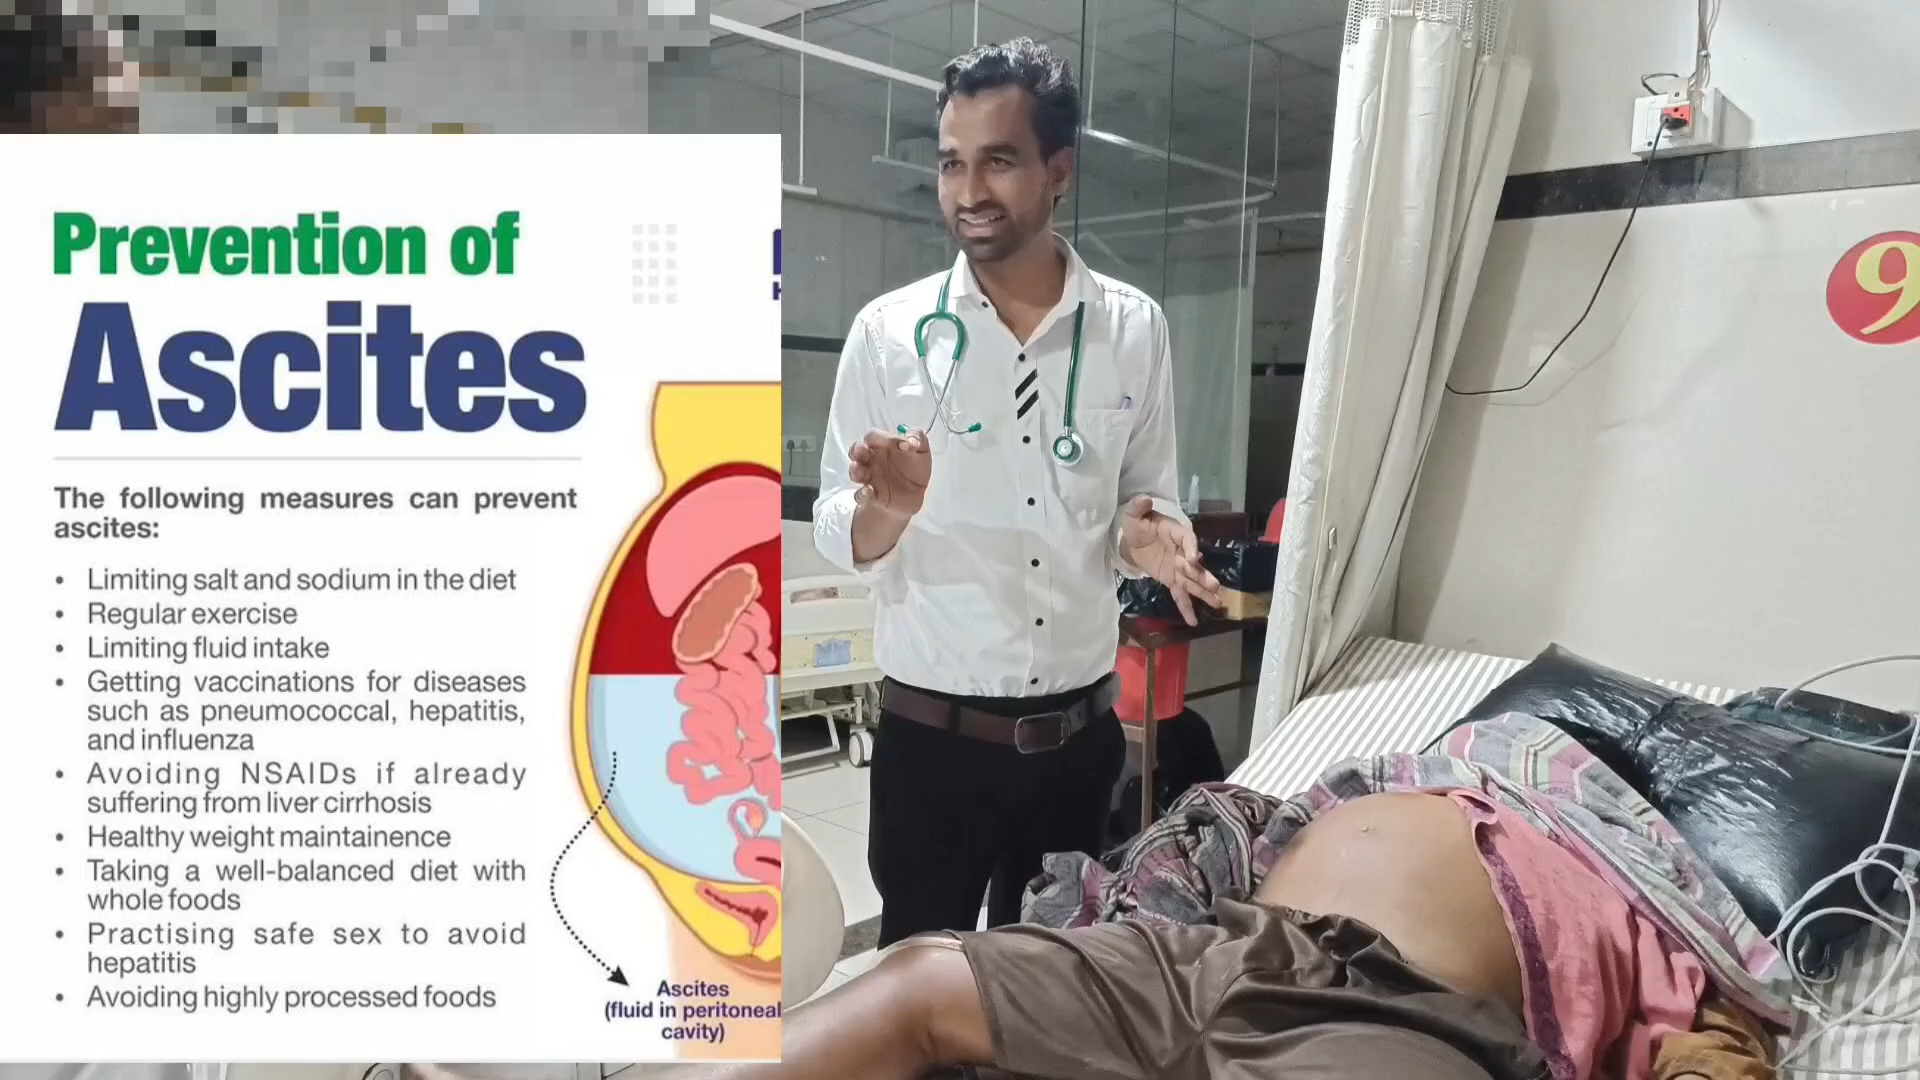 Prevention of
Ascites
The following measures can prevent
ascites:
• Limiting salt and sodium in the diet
• Regular exercise
• Limiting fluid intake
• Getting vaccinations for diseases
such as pneumococcal, hepatitis,
and influenza
• Avoiding NSAIDs if already
suffering from liver cirrhosis
• Healthy weight maintainence
• Taking a well-balanced diet with
whole foods
• Practising safe sex to avoid
hepatitis
• Avoiding highly processed foods
Ascites
(fluid in peritoneal
cavity)
9